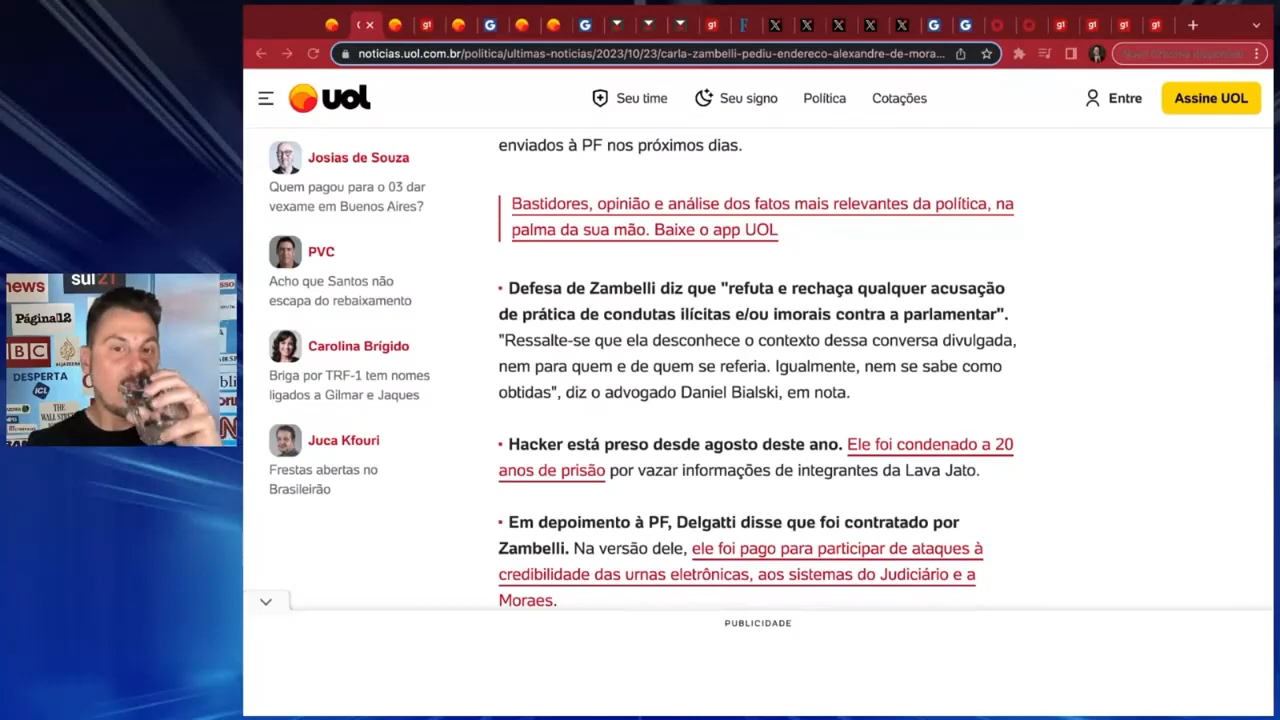 noticias.uol.com.br/politica/ultimas-noticias/2023/10/23/carla-zambelli-pediu-endereco-alexandre-de-mora...
UOL
Seu time
Seu signo
Política
Cotações
Entre
Assine UOL
Josias de Souza
Quem pagou para o 03 dar
vexame em Buenos Aires?
PVC
Acho que Santos não
escapa do rebaixamento
Carolina Brígido
Briga por TRF-1 tem nomes
ligados a Gilmar e Jaques
Juca Kfouri
Frestas abertas no
Brasileirão
enviados à PF nos próximos dias.
Bastidores, opinião e análise dos fatos mais relevantes da política, na
palma da sua mão. Baixe o app UOL
• Defesa de Zambelli diz que "refuta e rechaça qualquer acusação
de prática de condutas ilícitas e/ou imorais contra a parlamentar".
"Ressalte-se que ela desconhece o contexto dessa conversa divulgada,
nem para quem e de quem se referia. Igualmente, nem se sabe como
obtidas", diz o advogado Daniel Bialski, em nota.
• Hacker está preso desde agosto deste ano. Ele foi condenado a 20
anos de prisão por vazar informações de integrantes da Lava Jato.
• Em depoimento à PF, Delgatti disse que foi contratado por
Zambelli. Na versão dele, ele foi pago para participar de ataques à
credibilidade das urnas eletrônicas, aos sistemas do Judiciário e a
Moraes.
PUBLICIDADE
news
sul21
Página12
BBC
ALJAZEERA
DESPERTA
ICL
THE
WALL STREET